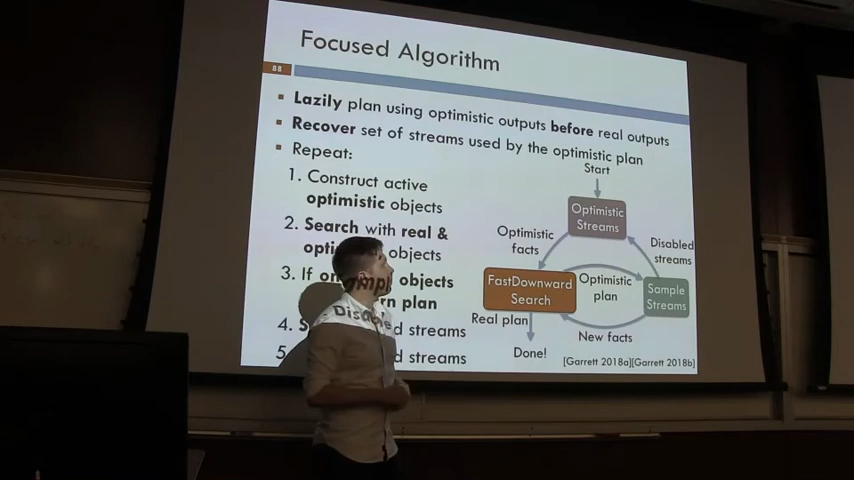 Focused Algorithm
88
Lazily plan using optimistic outputs before real outputs
Recover set of streams used by the optimistic plan
Repeat:
1. Construct active
optimistic objects
2. Search with real &
objects
3. If objects
plan
4. streams
5 streams
Start
Optimistic
Streams
Optimistic
facts
Disabled
streams
FastDownward
Search
Optimistic
plan
Sample
Streams
Real plan
New facts
Done!
[Garrett 2018a][Garrett 2018b]